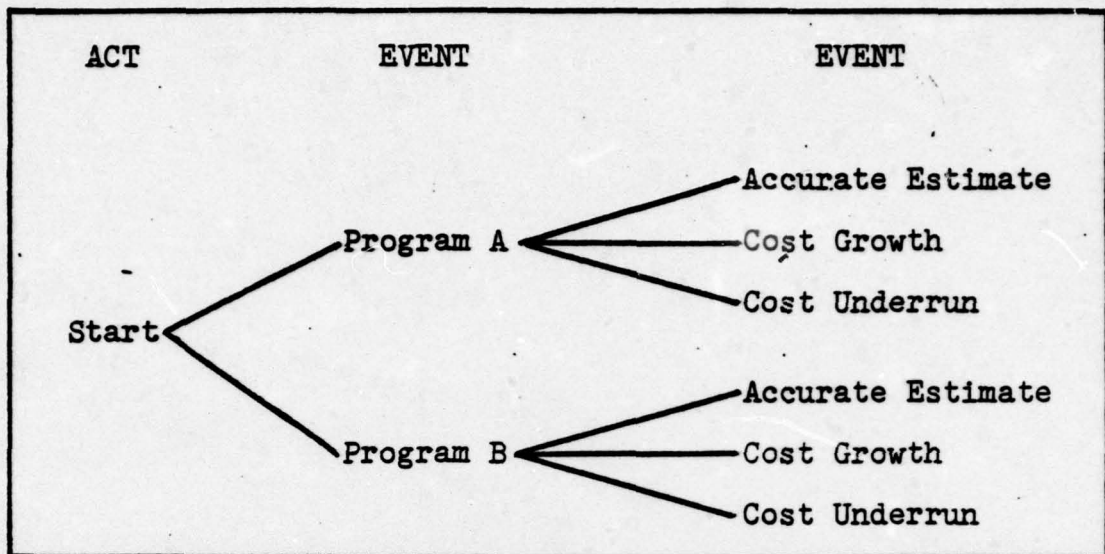 ACT EVENT EVENT
Accurate Estimate
Program A Cost Growth
Cost Underrun
Start
Accurate Estimate
Program B Cost Growth
Cost Underrun